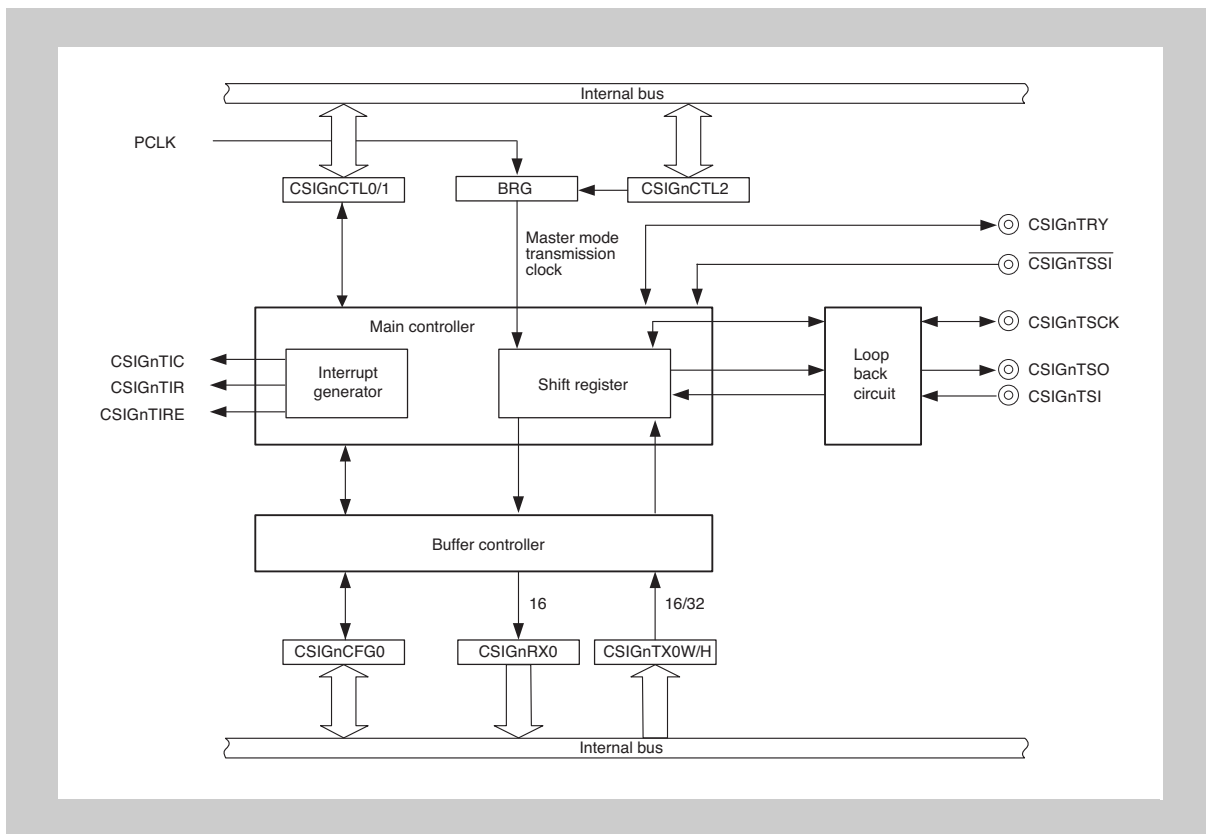 Internal bus
PCLK
CSIGnCTL0/1
BRG
CSIGnCTL2
Master mode
transmission
clock
CSIGnTRY
CSIGnTSSI
Main controller
CSIGnTSCK
CSIGnTIC
CSIGnTIR
CSIGnTIRE
Interrupt
generator
Shift register
Loop
back
circuit
CSIGnTSO
CSIGnTSI
Buffer controller
16
16/32
CSIGnCFG0
CSIGnRX0
CSIGnTX0W/H
Internal bus